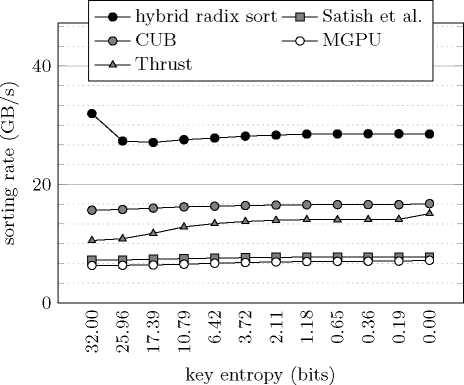 hybrid radix sort Satish et al.
CUB MGPU
Thrust
sorting rate (GB/s)
40
20
0
32.00 25.96 17.39 10.79 6.42 3.72 2.11 1.18 0.65 0.36 0.19 0.00
key entropy (bits)